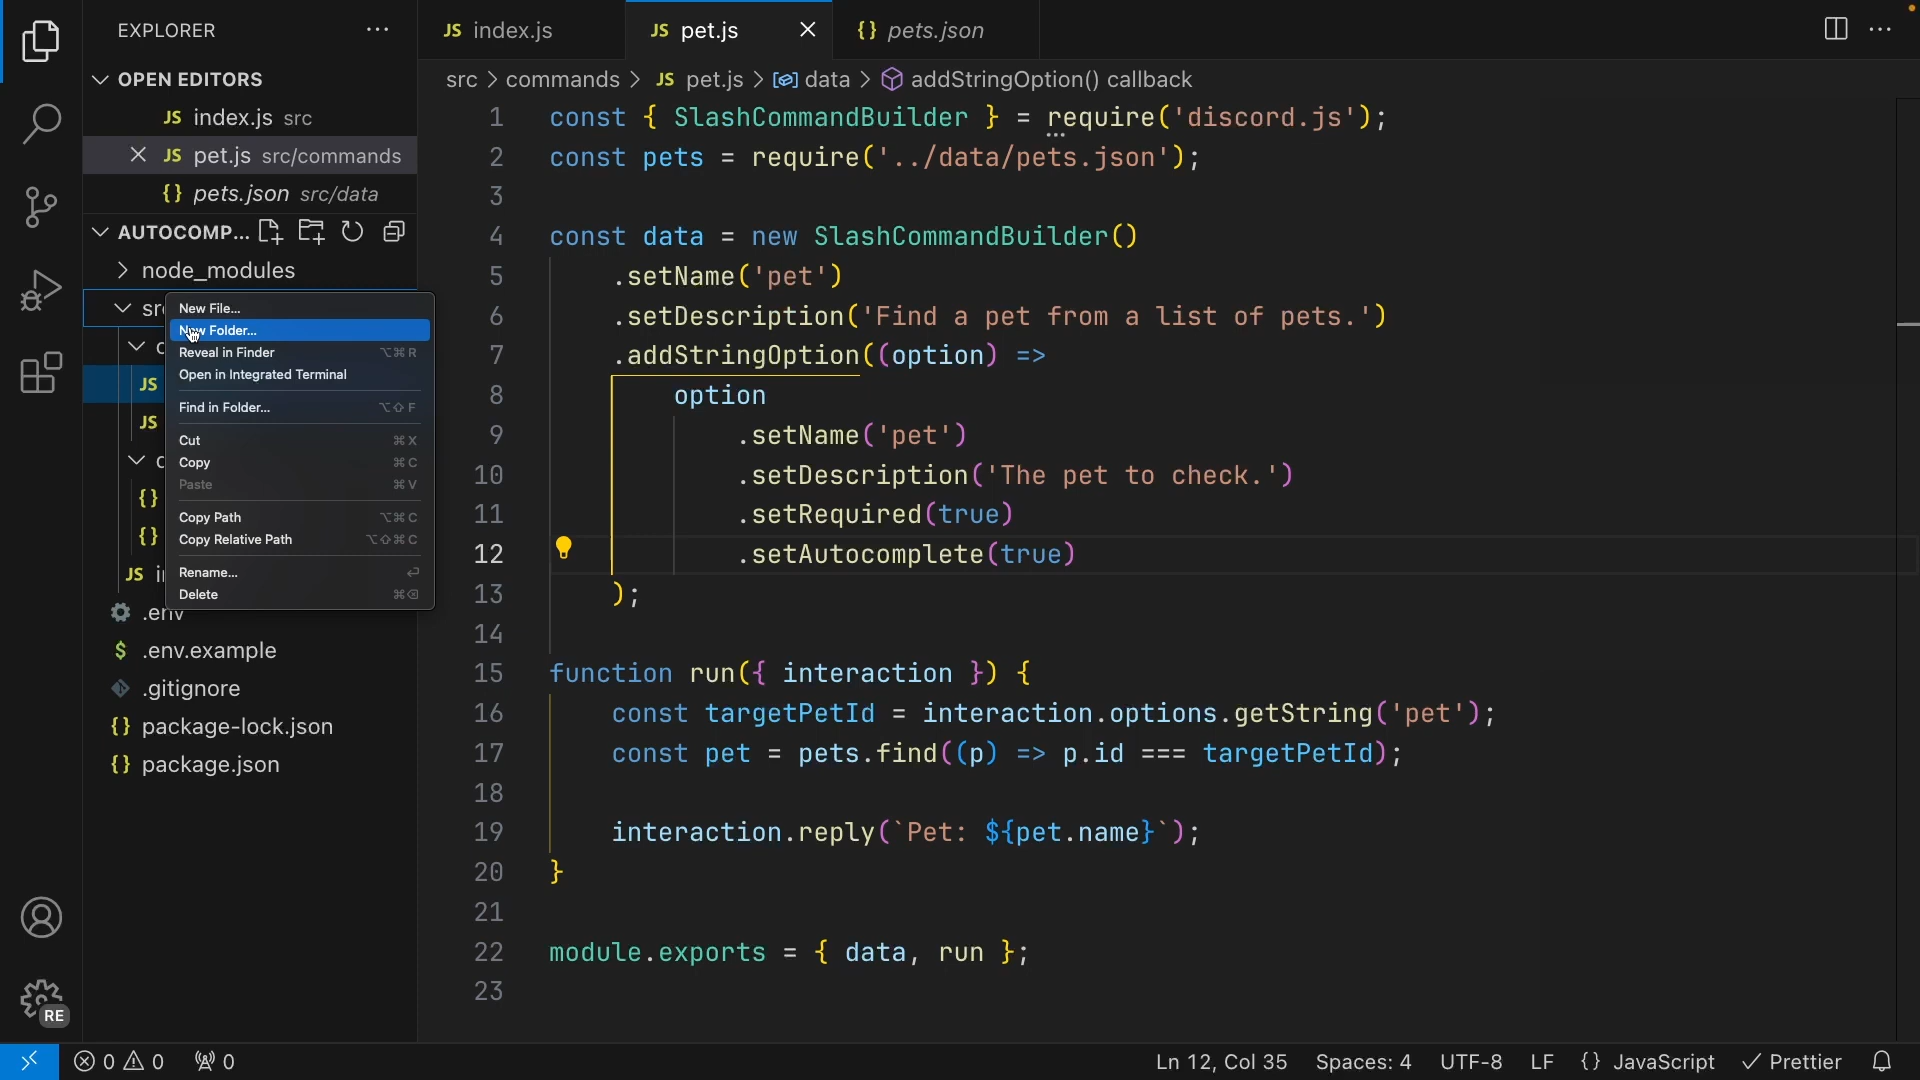 EXPLORER
OPEN EDITORS
JS index.js src
JS pet.js src/commands
{} pets.json src/data
AUTOCOMP...
node_modules
New File...
New Folder...
Reveal in Finder ⌥⌘R
Open in Integrated Terminal
Find in Folder... ⌥⇧F
Cut ⌘X
Copy ⌘C
Paste ⌘V
Copy Path ⌥⌘C
Copy Relative Path ⌥⇧⌘C
Rename... ⏎
Delete ⌘⌫
JS
JS
{}
{}
JS
.env
$ .env.example
.gitignore
{} package-lock.json
{} package.json
RE
JS index.js
JS pet.js
{} pets.json
src > commands > JS pet.js > data > addStringOption() callback
1 const { SlashCommandBuilder } = require('discord.js');
2 const pets = require('../data/pets.json');
3
4 const data = new SlashCommandBuilder()
5 .setName('pet')
6 .setDescription('Find a pet from a list of pets.')
7 .addStringOption((option) =>
8 option
9 .setName('pet')
10 .setDescription('The pet to check.')
11 .setRequired(true)
12 .setAutocomplete(true)
13 );
14
15 function run({ interaction }) {
16 const targetPetId = interaction.options.getString('pet');
17 const pet = pets.find((p) => p.id === targetPetId);
18
19 interaction.reply(`Pet: ${pet.name}`);
20 }
21
22 module.exports = { data, run };
23
0 0 0
Ln 12, Col 35 Spaces: 4 UTF-8 LF {} JavaScript Prettier